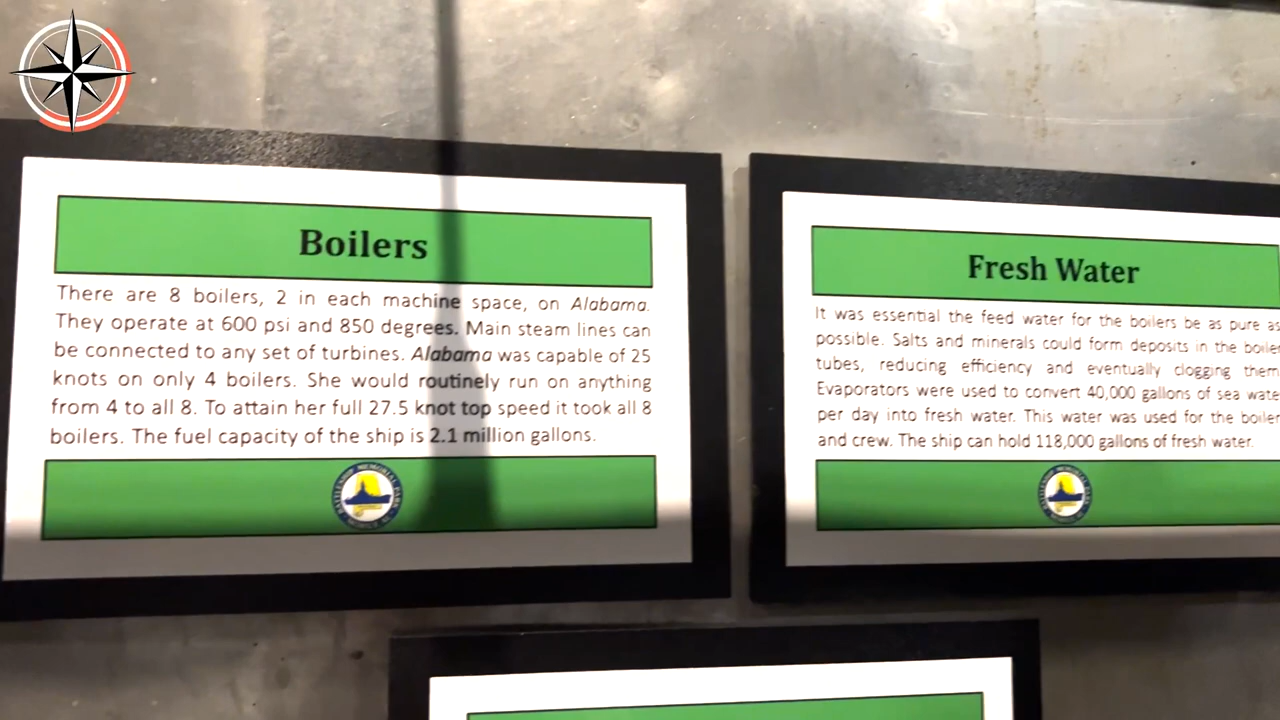 Boilers
There are 8 boilers, 2 in each machine space, on Alabama.
They operate at 600 psi and 850 degrees. Main steam lines can
be connected to any set of turbines. Alabama was capable of 25
knots on only 4 boilers. She would routinely run on anything
from 4 to all 8. To attain her full 27.5 knot top speed it took all 8
boilers. The fuel capacity of the ship is 2.1 million gallons.
Fresh Water
It was essential the feed water for the boilers be as pure as
possible. Salts and minerals could form deposits in the boiler
tubes, reducing efficiency and eventually clogging them
Evaporators were used to convert 40,000 gallons of sea wate
per day into fresh water. This water was used for the boiler
and crew. The ship can hold 118,000 gallons of fresh water.